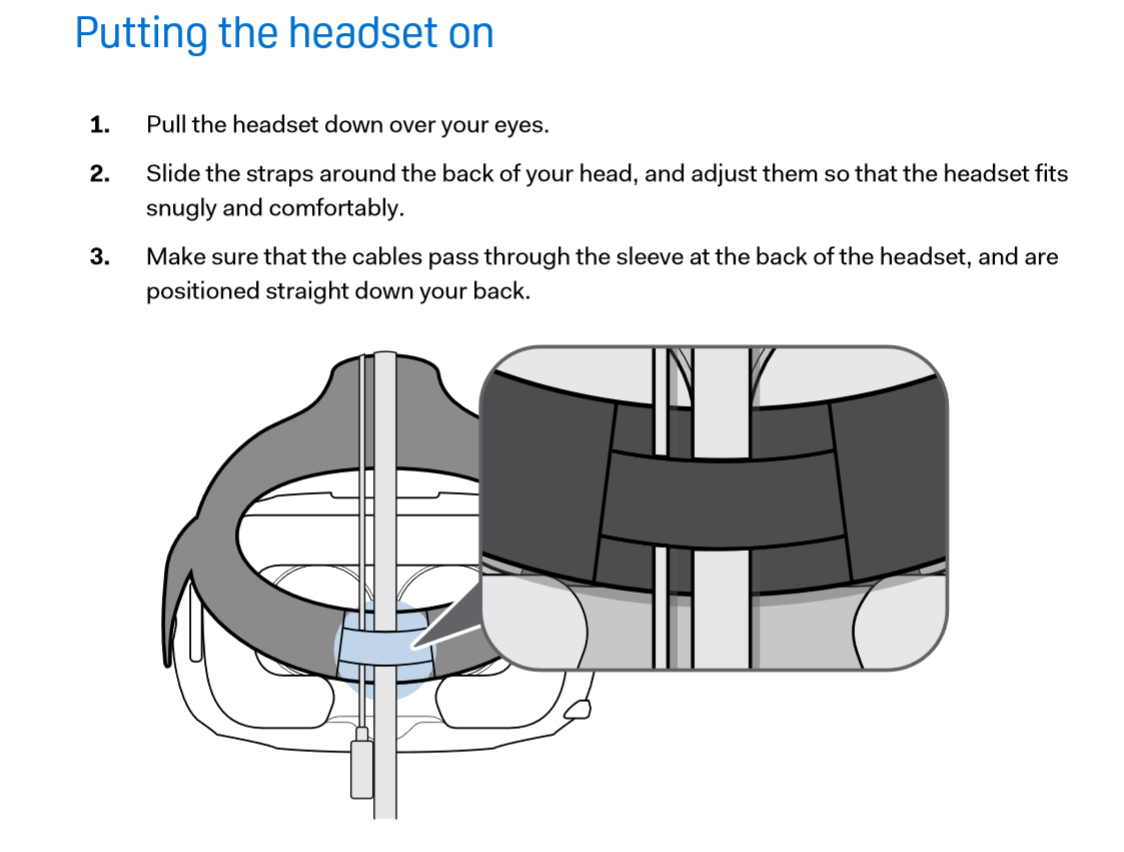 Putting the headset on
1. Pull the headset down over your eyes.
2. Slide the straps around the back of your head, and adjust them so that the headset fits
snugly and comfortably.
3. Make sure that the cables pass through the sleeve at the back of the headset, and are
positioned straight down your back.